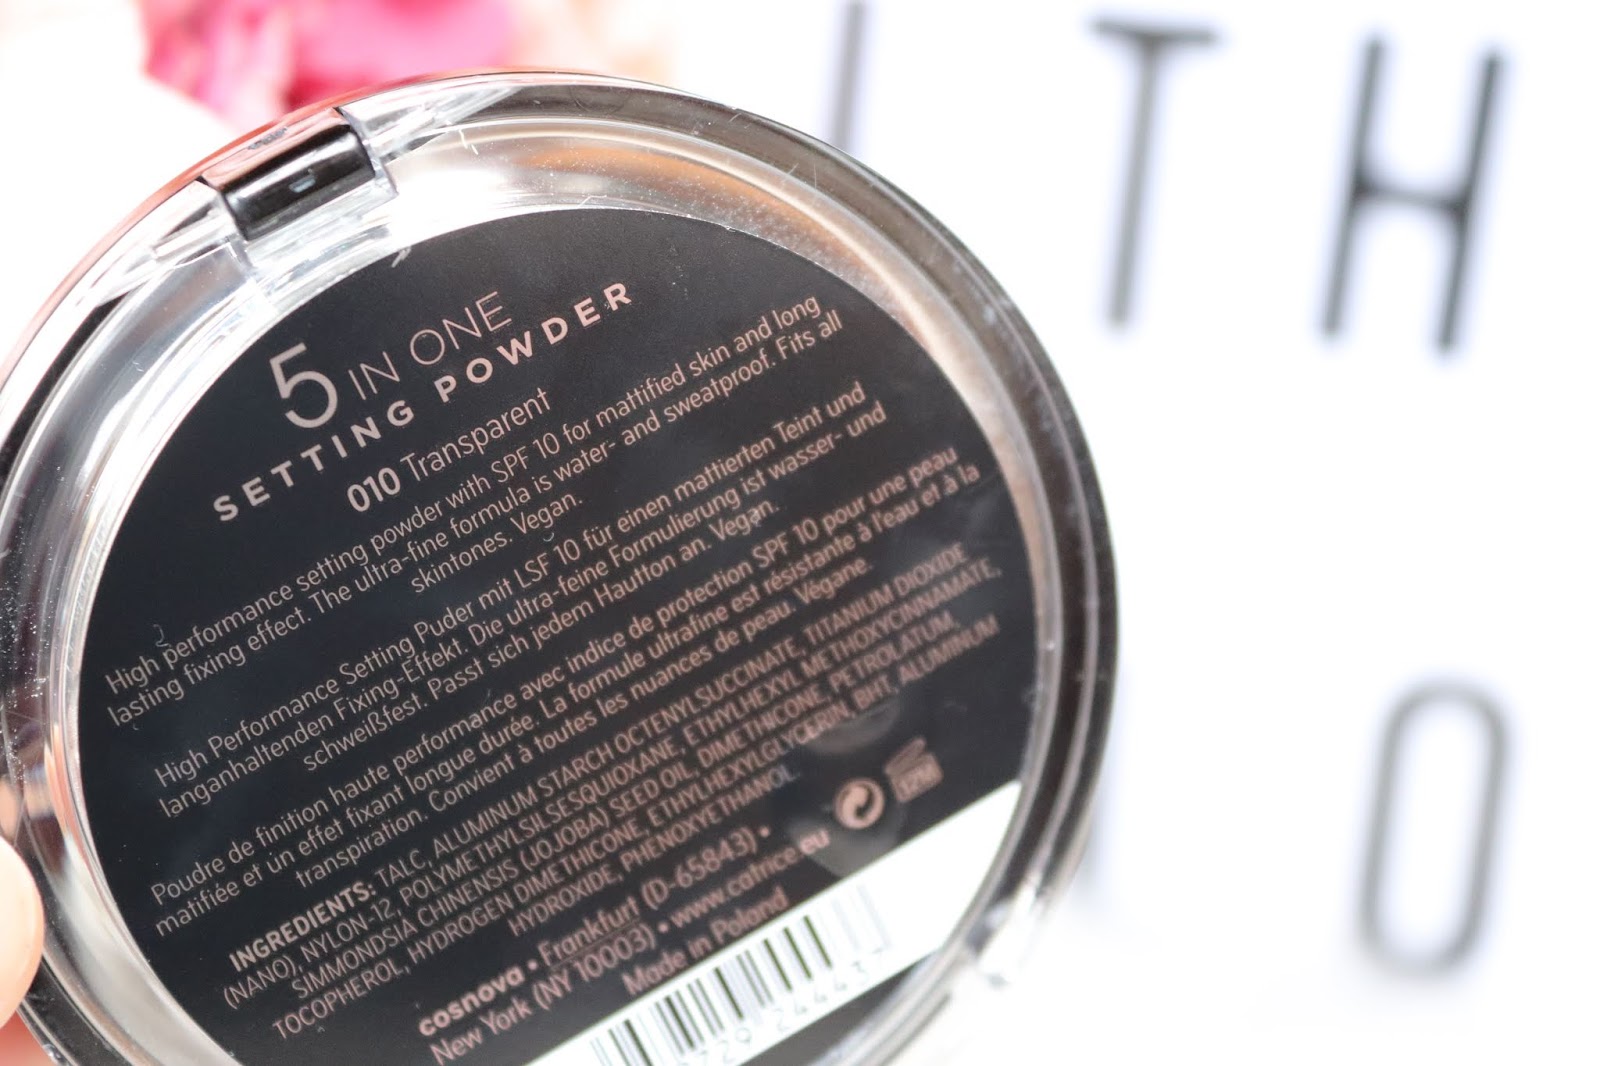 5 IN ONE
SETTING POWDER
010 Transparent
High performance setting powder with SPF 10 for mattified skin and long
lasting fixing effect. The ultra-fine formula is water- and sweatproof. Fits all
skintones. Vegan.
High Performance Setting Puder mit LSF 10 für einen mattierten Teint und
langanhaltenden Fixing-Effekt. Die ultra-feine Formulierung ist wasser- und
schweißfest. Passt sich jedem Hautton an. Vegan.
Poudre de finition haute performance avec indice de protection SPF 10 pour une peau
matifiée et un effet fixant longue durée. La formule ultrafine est résistante à l'eau et à la
transpiration. Convient à toutes les nuances de peau. Végane.
INGREDIENTS: TALC, ALUMINUM STARCH OCTENYLSUCCINATE, TITANIUM DIOXIDE
(NANO), NYLON-12, POLYMETHYLSILSESQUIOXANE, ETHYLHEXYL METHOXYCINNAMATE,
SIMMONDSIA CHINENSIS (JOJOBA) SEED OIL, DIMETHICONE, PETROLATUM,
TOCOPHEROL, HYDROGEN DIMETHICONE, ETHYLHEXYLGLYCERIN, BHT, ALUMINUM
HYDROXIDE, PHENOXYETHANOL.
cosnova • Frankfurt (D-65843) •
New York (NY 10003) • www.catrice.eu
Made in Poland
12M
729 244437
I T H
O